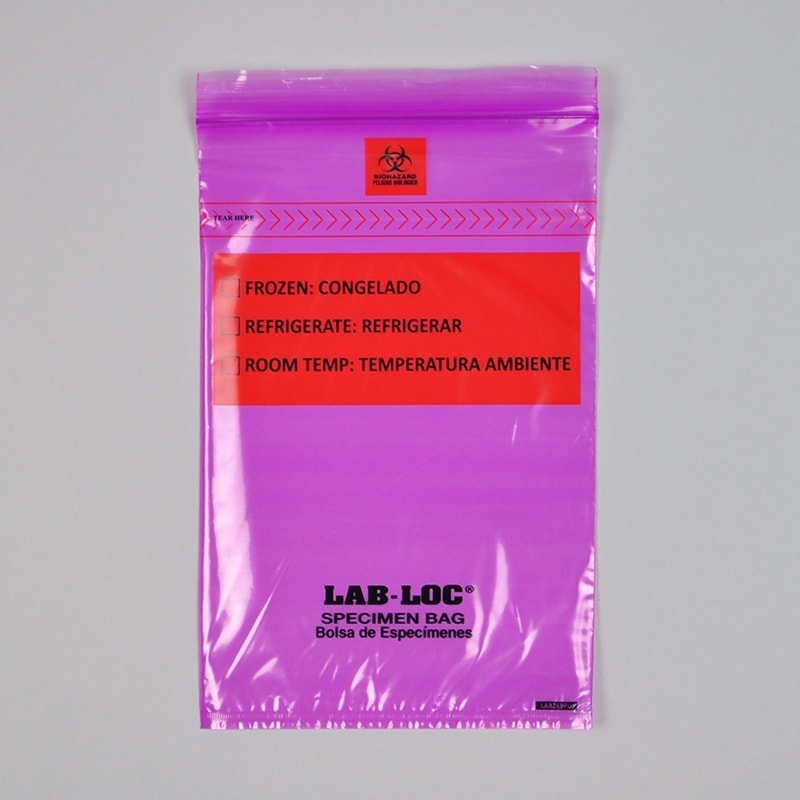 BIOHAZARD
PELIGRO BIOLOGICO
TEAR HERE
FROZEN: CONGELADO
REFRIGERATE: REFRIGERAR
ROOM TEMP: TEMPERATURA AMBIENTE
LAB-LOC®
SPECIMEN BAG
Bolsa de Especímenes